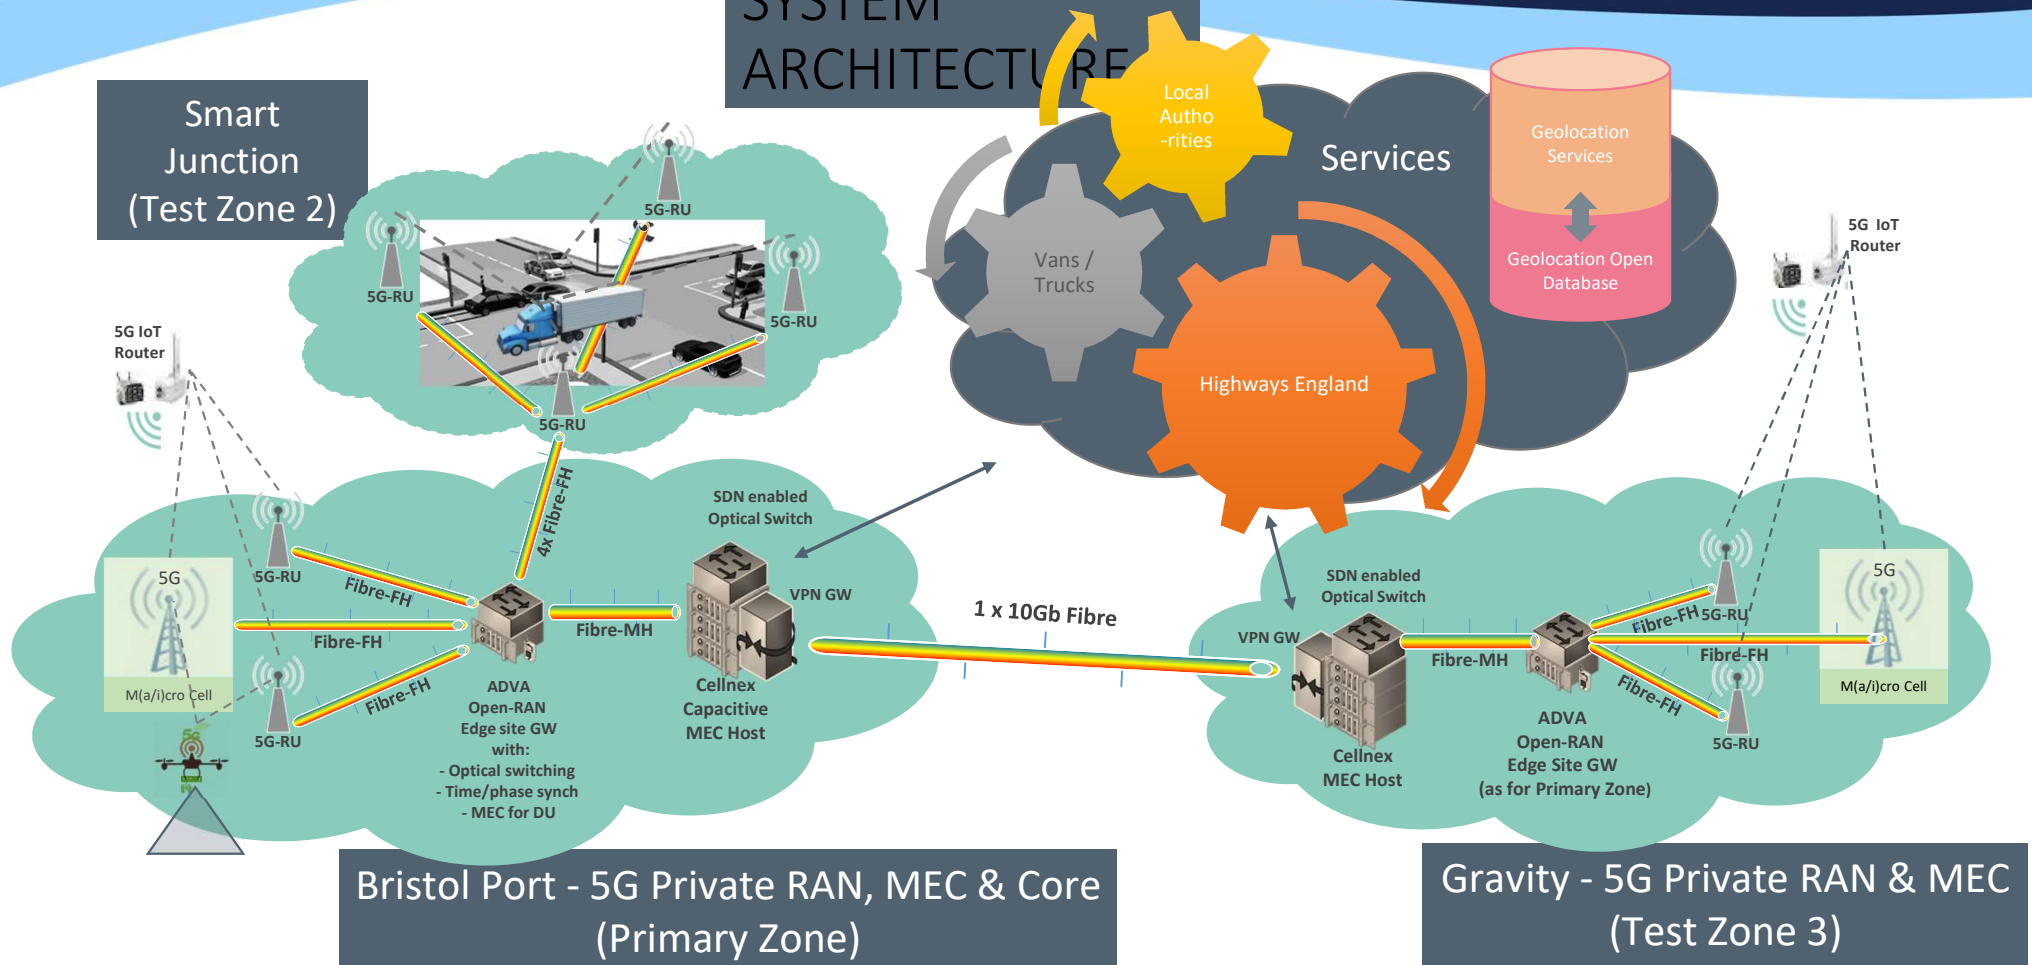 SYSTEM
ARCHITECTURE
Smart
Junction
(Test Zone 2)
5G-RU
5G-RU
5G-RU
5G-RU
Local
Autho
-rities
Vans /
Trucks
Highways England
Services
Geolocation
Services
Geolocation Open
Database
5G IoT
Router
5G IoT
Router
4x Fibre-FH
5G
M(a/i)cro Cell
5G-RU
5G-RU
5G
Fibre-FH
Fibre-FH
Fibre-FH
ADVA
Open-RAN
Edge site GW
with:
- Optical switching
- Time/phase synch
- MEC for DU
Fibre-MH
SDN enabled
Optical Switch
VPN GW
Cellnex
Capacitive
MEC Host
1 x 10Gb Fibre
SDN enabled
Optical Switch
VPN GW
Cellnex
MEC Host
Fibre-MH
ADVA
Open-RAN
Edge Site GW
(as for Primary Zone)
Fibre-FH
Fibre-FH
Fibre-FH
5G-RU
5G-RU
5G
M(a/i)cro Cell
Bristol Port - 5G Private RAN, MEC & Core
(Primary Zone)
Gravity - 5G Private RAN & MEC
(Test Zone 3)